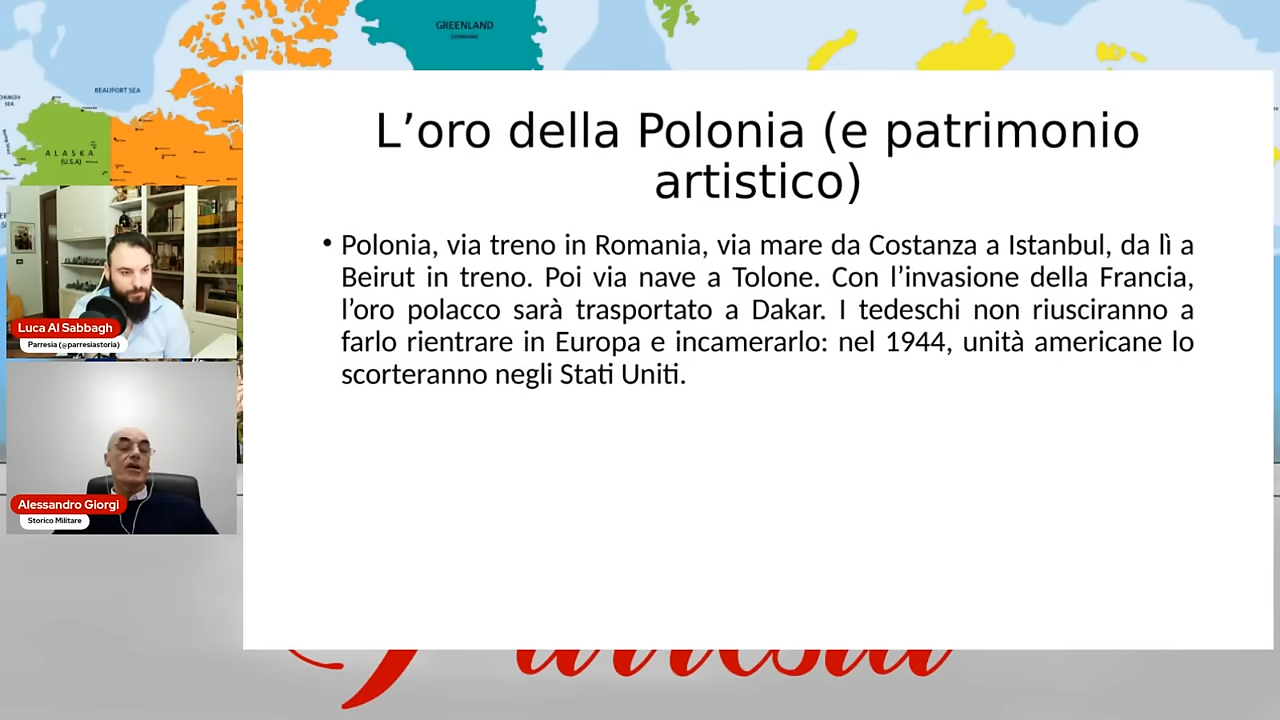 GREENLAND
(DENMARK)
BEAUFORT SEA
ALASKA
(U.S.A)
L’oro della Polonia (e patrimonio
artistico)
• Polonia, via treno in Romania, via mare da Costanza a Istanbul, da lì a
Beirut in treno. Poi via nave a Tolone. Con l’invasione della Francia,
l’oro polacco sarà trasportato a Dakar. I tedeschi non riusciranno a
farlo rientrare in Europa e incamerarlo: nel 1944, unità americane lo
scorteranno negli Stati Uniti.
Luca Al Sabbagh
Parresia (@parresiastoria)
Alessandro Giorgi
Storico Militare
Parresia